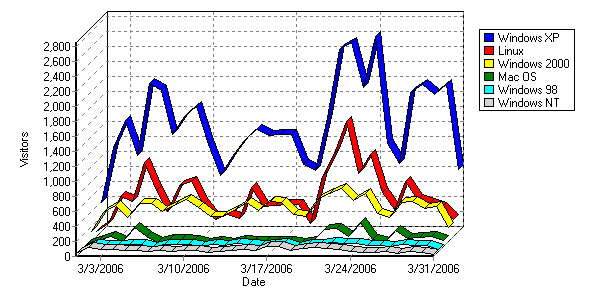 2,800
2,600
2,400
2,200
2,000
1,800
1,600
1,400
1,200
1,000
800
600
400
200
0
Visitors
3/3/2006 3/10/2006 3/17/2006 3/24/2006 3/31/2006
Date
Windows XP
Linux
Windows 2000
Mac OS
Windows 98
Windows NT